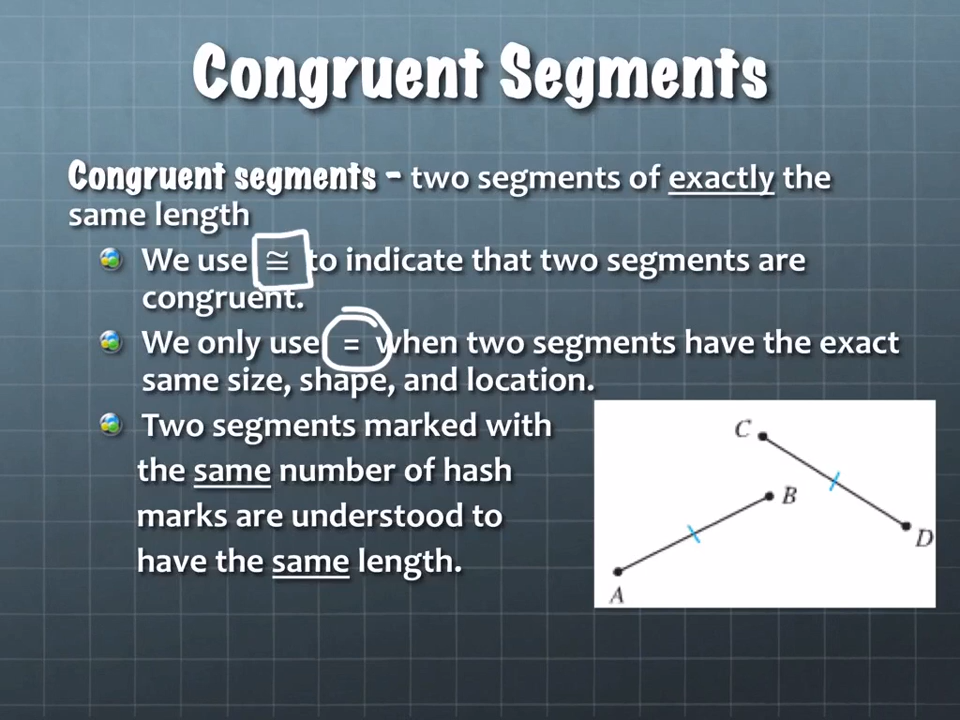 Congruent Segments
Congruent segments - two segments of exactly the
same length
We use ≅ to indicate that two segments are
congruent.
We only use = when two segments have the exact
same size, shape, and location.
Two segments marked with
the same number of hash
marks are understood to
have the same length.
C
B
D
A